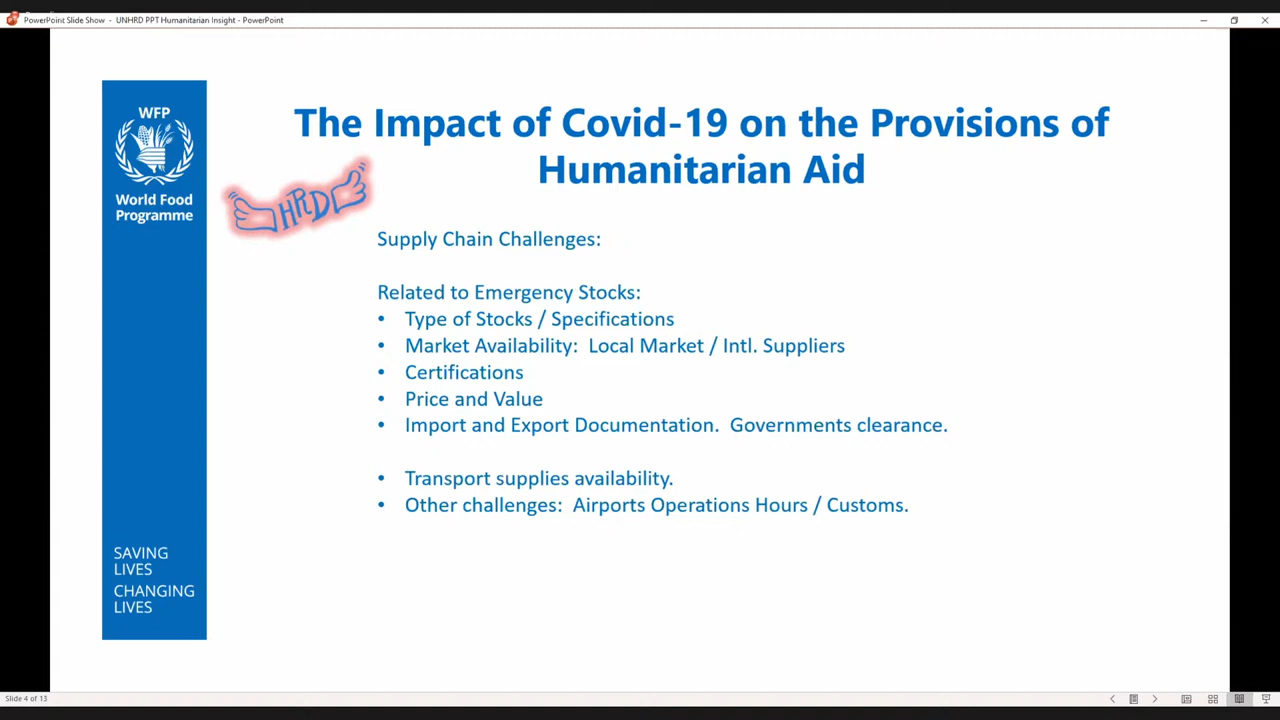 PowerPoint Slide Show - UNHRD PPT Humanitarian Insight - PowerPoint
WFP
World Food
Programme
The Impact of Covid-19 on the Provisions of
Humanitarian Aid
HRD
Supply Chain Challenges:
Related to Emergency Stocks:
• Type of Stocks / Specifications
• Market Availability: Local Market / Intl. Suppliers
• Certifications
• Price and Value
• Import and Export Documentation. Governments clearance.
• Transport supplies availability.
• Other challenges: Airports Operations Hours / Customs.
SAVING
LIVES
CHANGING
LIVES
Slide 4 of 13